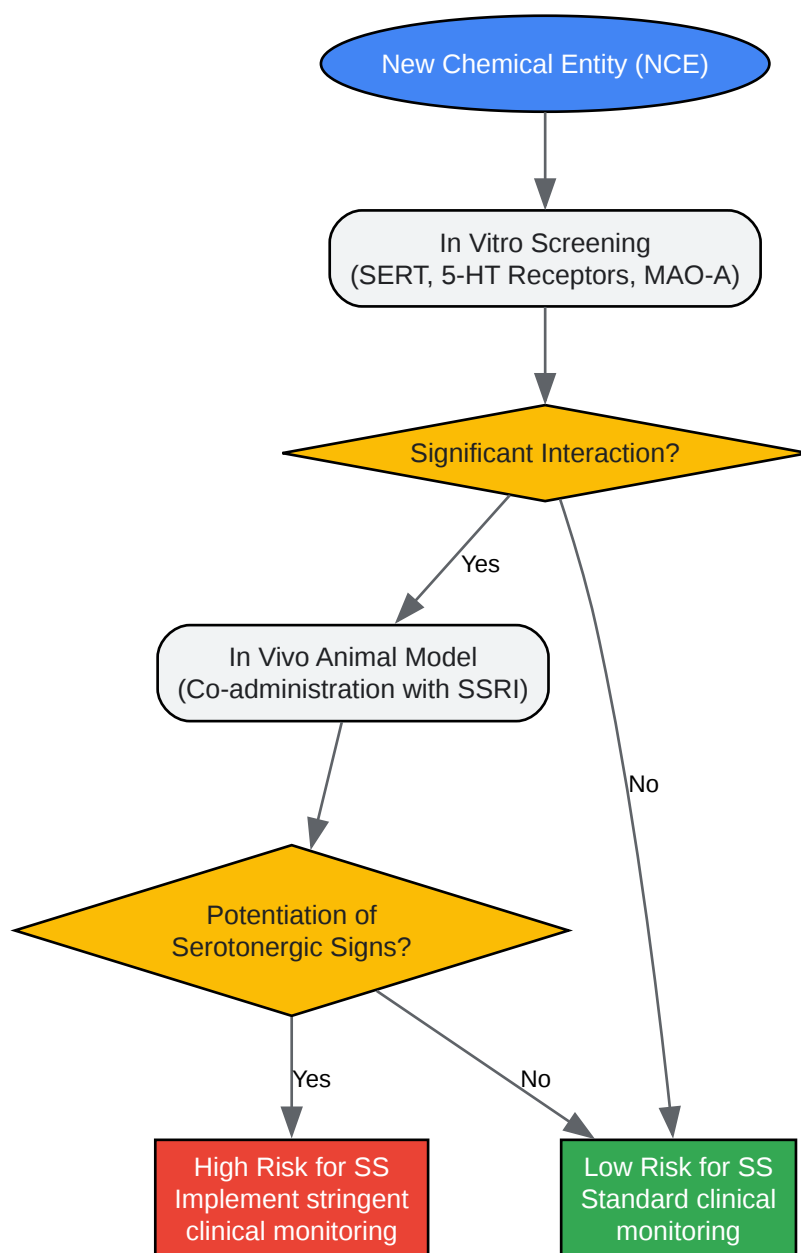 New Chemical Entity (NCE)
In Vitro Screening
(SERT, 5-HT Receptors, MAO-A)
Significant Interaction?
Yes
In Vivo Animal Model
(Co-administration with SSRI)
No
Potentiation of
Serotonergic Signs?
Yes
No
High Risk for SS
Implement stringent
clinical monitoring
Low Risk for SS
Standard clinical
monitoring